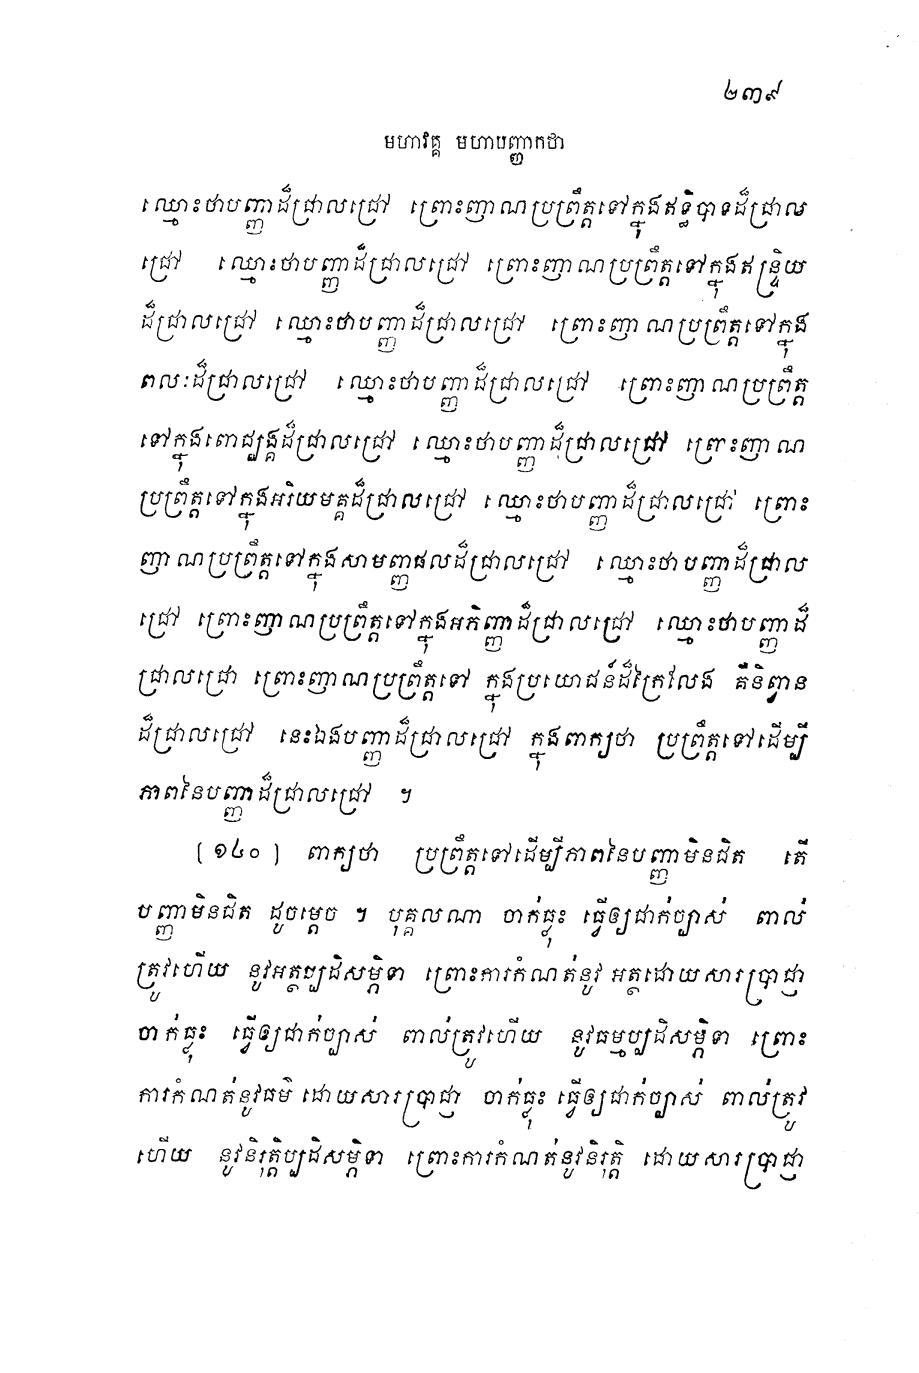 ២៣៩
មហាវគ្គ មហាបញ្ញាកថា
ឈ្មោះថាបញ្ញាដ៏ជ្រាលជ្រៅ ព្រោះញាណប្រព្រឹត្តទៅក្នុងឥទ្ធិបាទដ៏ជ្រាល
ជ្រៅ ឈ្មោះថាបញ្ញាដ៏ជ្រាលជ្រៅ ព្រោះញាណប្រព្រឹត្តទៅក្នុងឥន្ទ្រិយ
ដ៏ជ្រាលជ្រៅ ឈ្មោះថាបញ្ញាដ៏ជ្រាលជ្រៅ ព្រោះញាណប្រព្រឹត្តទៅក្នុង
ពលៈដ៏ជ្រាលជ្រៅ ឈ្មោះថាបញ្ញាដ៏ជ្រាលជ្រៅ ព្រោះញាណប្រព្រឹត្ត
ទៅក្នុងពោជ្ឈង្គដ៏ជ្រាលជ្រៅ ឈ្មោះថាបញ្ញាដ៏ជ្រាលជ្រៅ ព្រោះញាណ
ប្រព្រឹត្តទៅក្នុងអរិយមគ្គដ៏ជ្រាលជ្រៅ ឈ្មោះថាបញ្ញាដ៏ជ្រាលជ្រៅ ព្រោះ
ញាណប្រព្រឹត្តទៅក្នុងសាមញ្ញផលដ៏ជ្រាលជ្រៅ ឈ្មោះថាបញ្ញាដ៏ជ្រាល
ជ្រៅ ព្រោះញាណប្រព្រឹត្តទៅក្នុងអភិញ្ញាដ៏ជ្រាលជ្រៅ ឈ្មោះថាបញ្ញាដ៏
ជ្រាលជ្រៅ ព្រោះញាណប្រព្រឹត្តទៅ ក្នុងប្រយោជន៍ដ៏ក្រៃលែង គឺនិព្វាន
ដ៏ជ្រាលជ្រៅ នេះឯងបញ្ញាដ៏ជ្រាលជ្រៅ ក្នុងពាក្យថា ប្រព្រឹត្តទៅដើម្បី
ភាពនៃបញ្ញាដ៏ជ្រាលជ្រៅ ។
[១៤០] ពាក្យថា ប្រព្រឹត្តទៅដើម្បីភាពនៃបញ្ញាមិនជិត តើ
បញ្ញាមិនជិត ដូចម្តេច ។ បុគ្គលណា ចាក់ធ្លុះ ធ្វើឲ្យជាក់ច្បាស់ ពាល់
ត្រូវហើយ នូវអត្ថប្បដិសម្ភិទា ព្រោះការកំណត់នូវ អត្ថដោយសារប្រាជ្ញា
ចាក់ធ្លុះ ធ្វើឲ្យជាក់ច្បាស់ ពាល់ត្រូវហើយ នូវធម្មប្បដិសម្ភិទា ព្រោះ
ការកំណត់នូវធម៌ ដោយសារប្រាជ្ញា ចាក់ធ្លុះ ធ្វើឲ្យជាក់ច្បាស់ ពាល់ត្រូវ
ហើយ នូវនិរុត្តិប្បដិសម្ភិទា ព្រោះការកំណត់នូវនិរុត្តិ ដោយសារប្រាជ្ញា